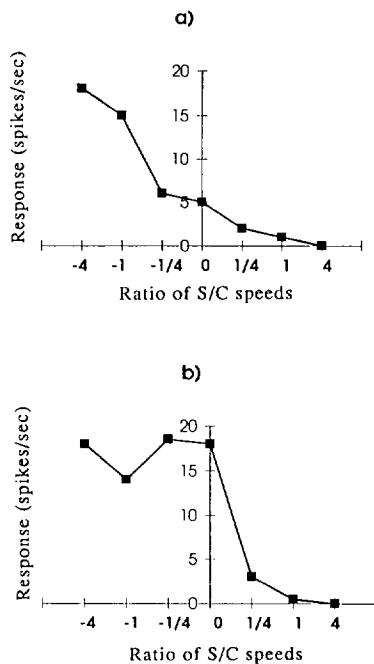 a)
Response (spikes/sec)
20
15
10
5
0
-4 -1 -1/4 0 1/4 1 4
Ratio of S/C speeds
b)
Response (spikes/sec)
20
15
10
5
0
-4 -1 -1/4 0 1/4 1 4
Ratio of S/C speeds